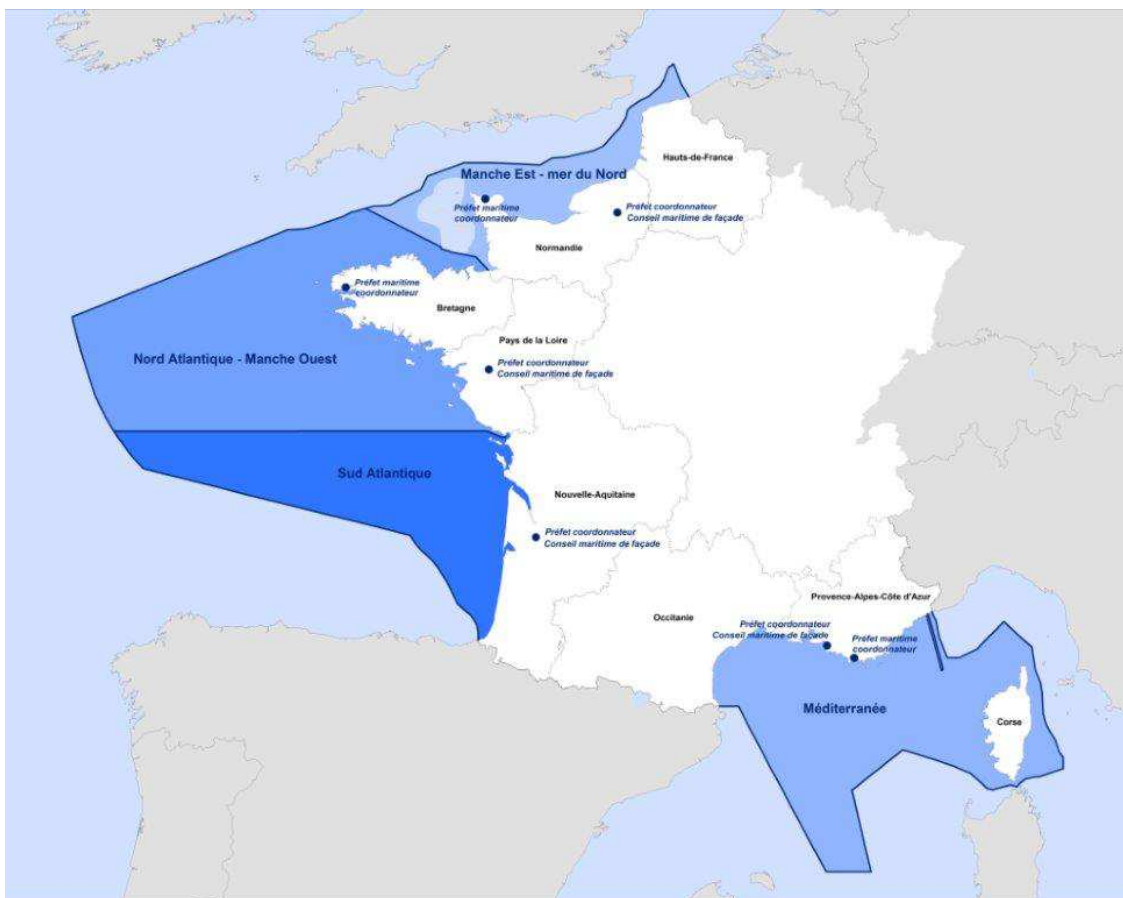 Hauts-de-France
Manche Est - mer du Nord
Préfet maritime
coordonnateur
Préfet coordonnateur
Conseil maritime de façade
Normandie
Préfet maritime
coordonnateur
Bretagne
Pays de la Loire
Nord Atlantique - Manche Ouest
Préfet coordonnateur
Conseil maritime de façade
Sud Atlantique
Nouvelle-Aquitaine
Préfet coordonnateur
Conseil maritime de façade
Provence-Alpes-Côte d'Azur
Occitanie
Préfet coordonnateur
Conseil maritime de façade
Préfet maritime
coordonnateur
Méditerranée
Corse